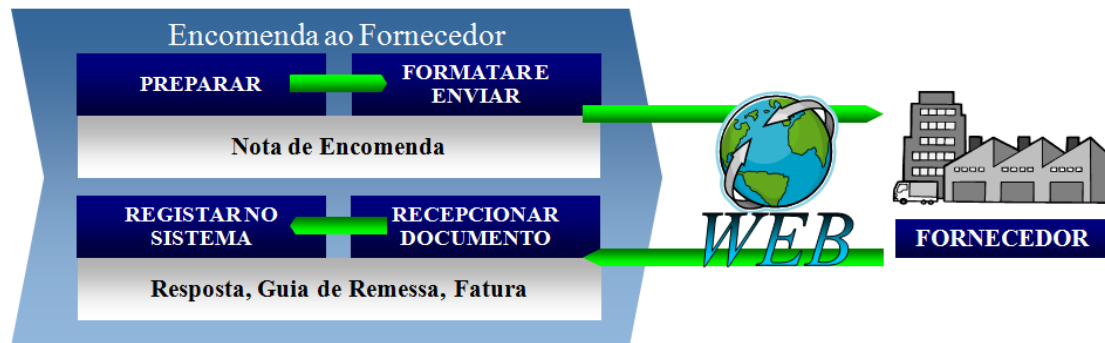 Encomenda ao Fornecedor
PREPARAR
FORMATAR E
ENVIAR
Nota de Encomenda
REGISTAR NO
SISTEMA
RECEPCIONAR
DOCUMENTO
Resposta, Guia de Remessa, Fatura
WEB
FORNECEDOR